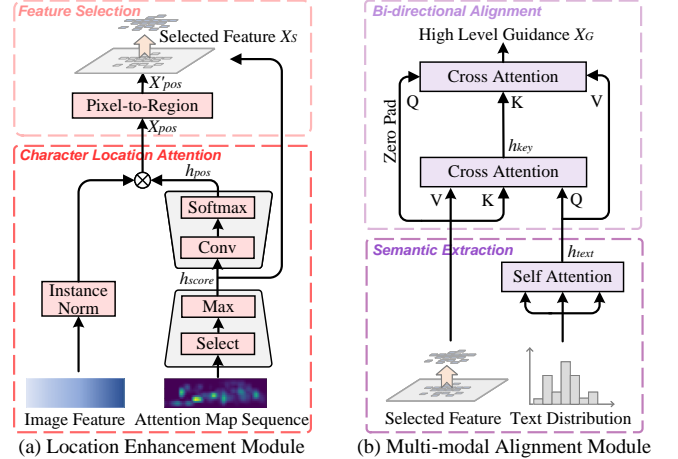 Feature Selection
Selected Feature XS
X'pos
Pixel-to-Region
Xpos
Character Location Attention
hpos
Softmax
Conv
hscore
Instance
Norm
Max
Select
Image Feature
Attention Map Sequence
(a) Location Enhancement Module
Bi-directional Alignment
High Level Guidance XG
Cross Attention
Q
K
V
Zero Pad
hkey
Cross Attention
V
K
Q
Semantic Extraction
htext
Self Attention
Selected Feature
Text Distribution
(b) Multi-modal Alignment Module